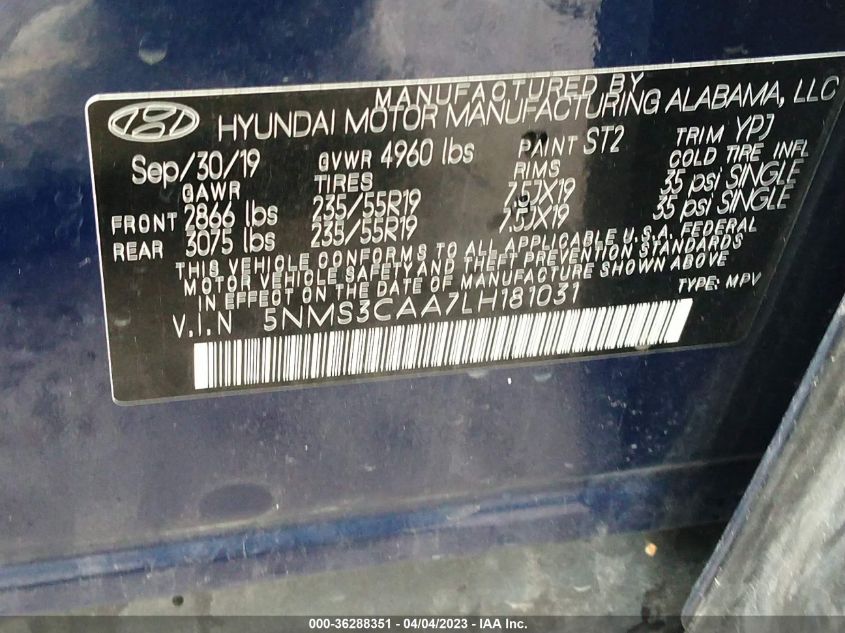 MANUFACTURED BY
HYUNDAI MOTOR MANUFACTURING ALABAMA, LLC
Sep/30/19 GVWR 4960 lbs PAINT ST2 TRIM YPJ
GAWR TIRES RIMS COLD TIRE INFL
FRONT 2866 lbs 235/55R19 7.5JX19 35 psi SINGLE
REAR 3075 lbs 235/55R19 7.5JX19 35 psi SINGLE
THIS VEHICLE CONFORMS TO ALL APPLICABLE U.S.A. FEDERAL
MOTOR VEHICLE SAFETY AND THEFT PREVENTION STANDARDS
IN EFFECT ON THE DATE OF MANUFACTURE SHOWN ABOVE
V.I.N 5NMS3CAA7LH181031 TYPE: MPV
000-36288351 - 04/04/2023 - IAA Inc.